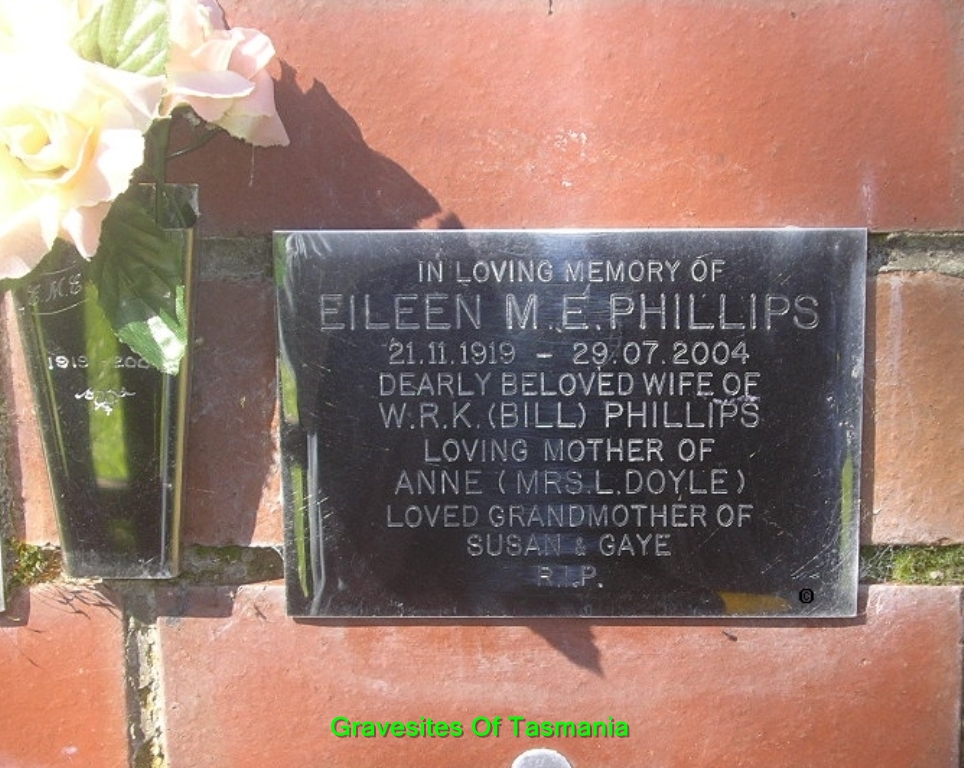 IN LOVING MEMORY OF
EILEEN M.E. PHILLIPS
21.11.1919 - 29.07.2004
DEARLY BELOVED WIFE OF
W.R.K. (BILL) PHILLIPS
LOVING MOTHER OF
ANNE (MRS. L. DOYLE)
LOVED GRANDMOTHER OF
SUSAN & GAYE
R.I.P.
©
1919
Gravesites Of Tasmania